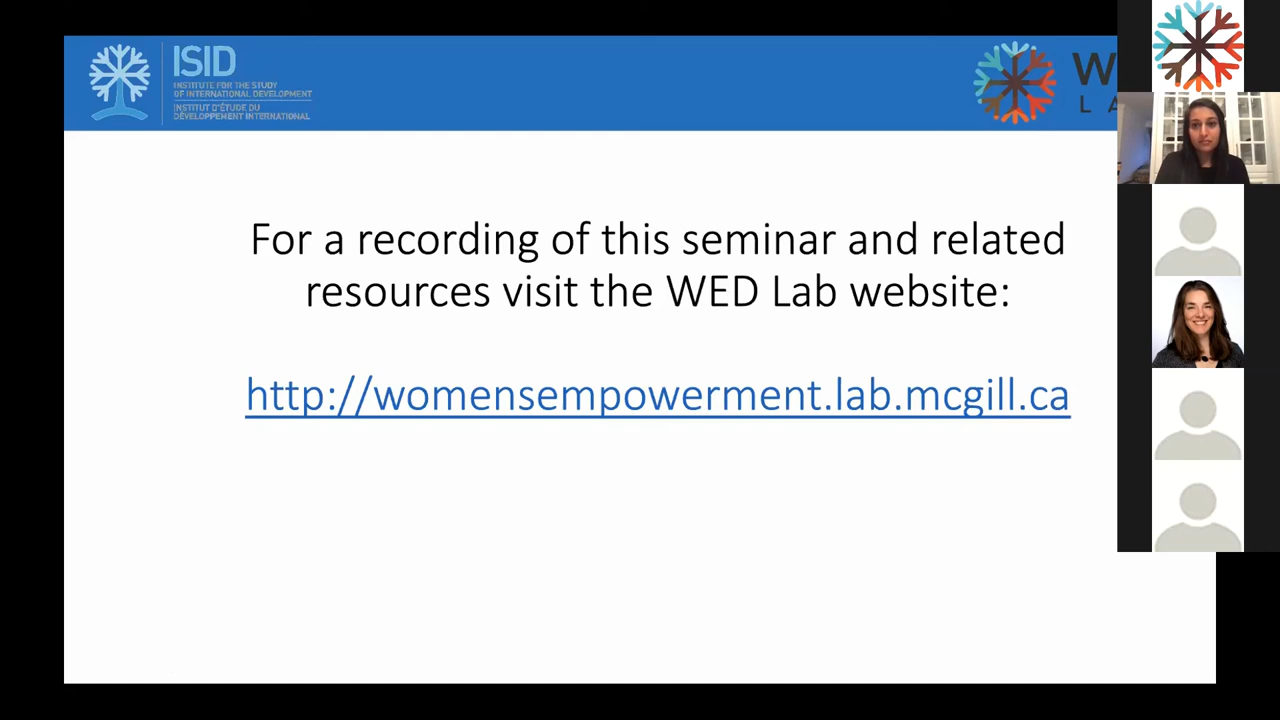 ISID
INSTITUTE FOR THE STUDY
OF INTERNATIONAL DEVELOPMENT
INSTITUT D'ÉTUDE DU
DÉVELOPPEMENT INTERNATIONAL
W
LA
For a recording of this seminar and related
resources visit the WED Lab website:
http://womensempowerment.lab.mcgill.ca